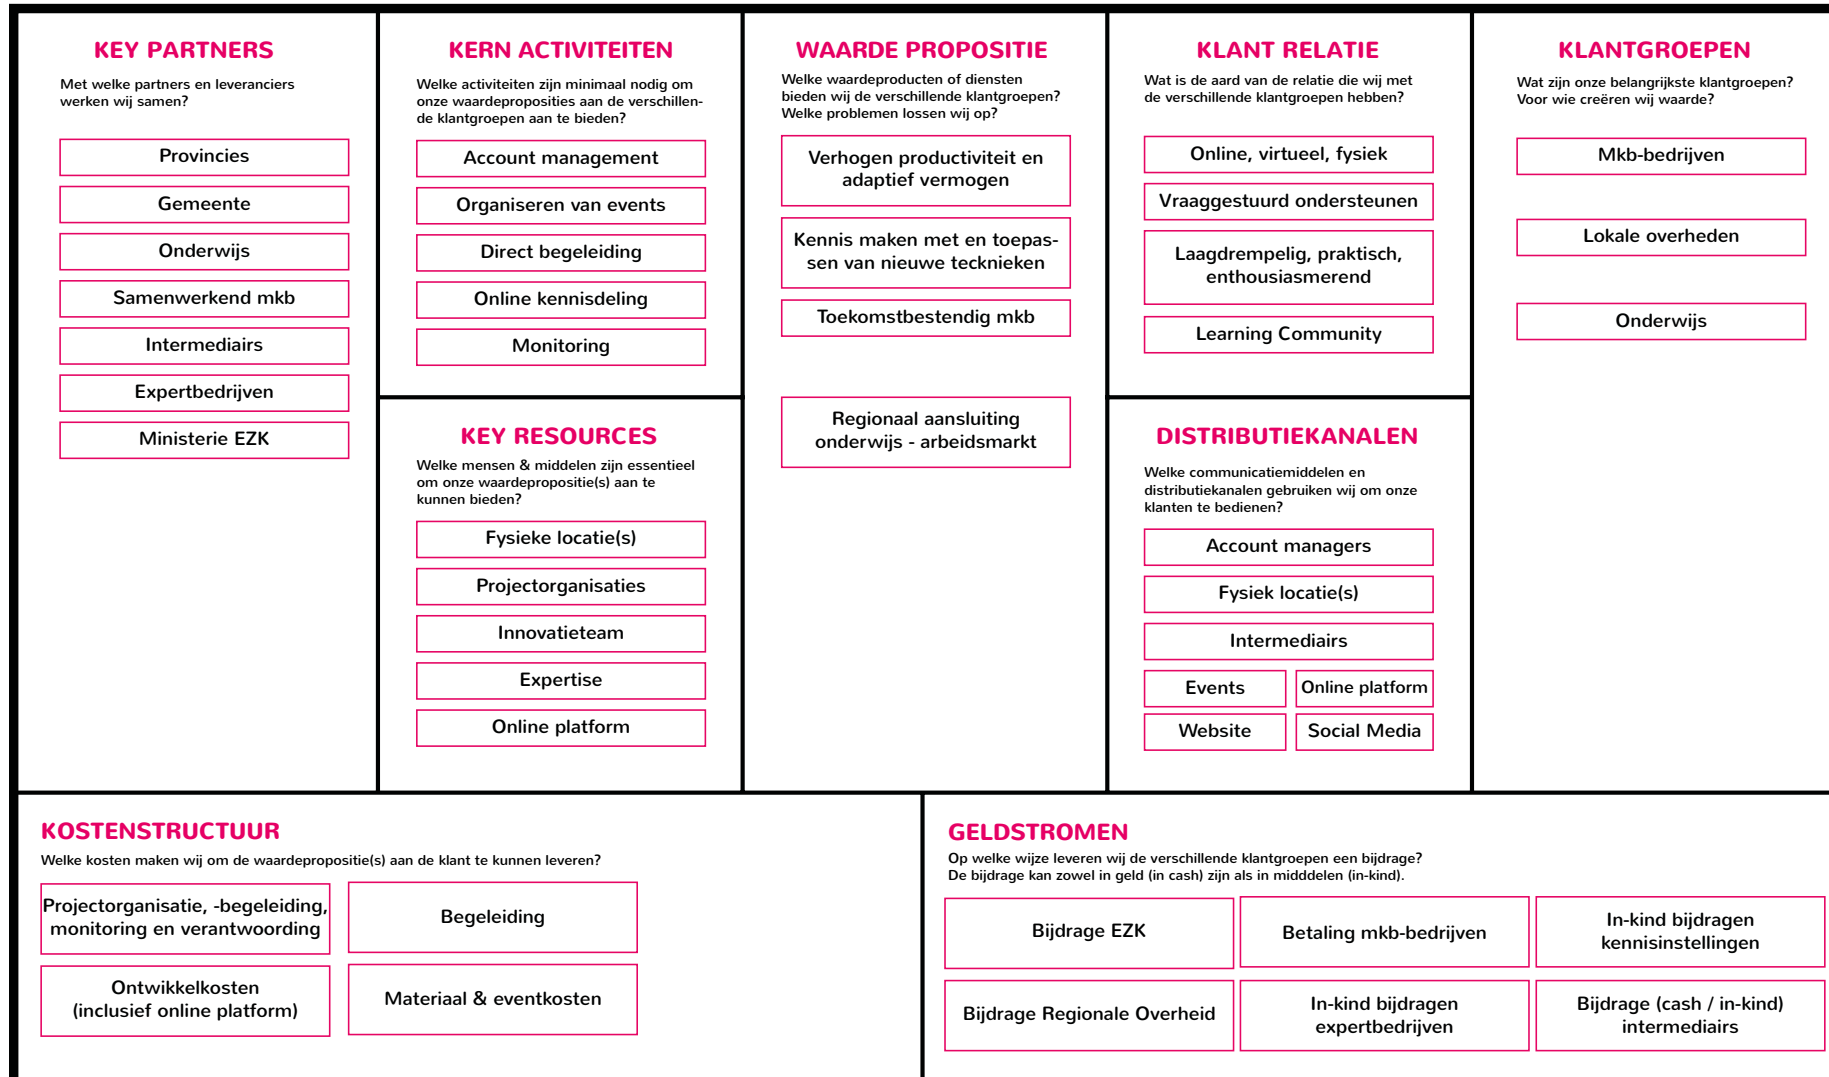 KEY PARTNERS
Met welke partners en leveranciers
werken wij samen?
Provincies
Gemeente
Onderwijs
Samenwerkend mkb
Intermediairs
Expertbedrijven
Ministerie EZK
KERN ACTIVITEITEN
Welke activiteiten zijn minimaal nodig om
onze waardeproposities aan de verschillen-
de klantgroepen aan te bieden?
Account management
Organiseren van events
Direct begeleiding
Online kennisdeling
Monitoring
KEY RESOURCES
Welke mensen & middelen zijn essentieel
om onze waardepropositie(s) aan te
kunnen bieden?
Fysieke locatie(s)
Projectorganisaties
Innovatieteam
Expertise
Online platform
WAARDE PROPOSITIE
Welke waardeproducten of diensten
bieden wij de verschillende klantgroepen?
Welke problemen lossen wij op?
Verhogen productiviteit en
adaptief vermogen
Kennis maken met en toepas-
sen van nieuwe tecknieken
Toekomstbestendig mkb
Regionaal aansluiting
onderwijs - arbeidsmarkt
KLANT RELATIE
Wat is de aard van de relatie die wij met
de verschillende klantgroepen hebben?
Online, virtueel, fysiek
Vraaggestuurd ondersteunen
Laagdrempelig, praktisch,
enthousiasmerend
Learning Community
DISTRIBUTIEKANALEN
Welke communicatiemiddelen en
distributiekanalen gebruiken wij om onze
klanten te bedienen?
Account managers
Fysiek locatie(s)
Intermediairs
Events
Online platform
Website
Social Media
KLANTGROEPEN
Wat zijn onze belangrijkste klantgroepen?
Voor wie creëren wij waarde?
Mkb-bedrijven
Lokale overheden
Onderwijs
KOSTENSTRUCTUUR
Welke kosten maken wij om de waardepropositie(s) aan de klant te kunnen leveren?
Projectorganisatie, -begeleiding,
monitoring en verantwoording
Begeleiding
Ontwikkelkosten
(inclusief online platform)
Materiaal & eventkosten
GELDSTROMEN
Op welke wijze leveren wij de verschillende klantgroepen een bijdrage?
De bijdrage kan zowel in geld (in cash) zijn als in midddelen (in-kind).
Bijdrage EZK
Betaling mkb-bedrijven
In-kind bijdragen
kennisinstellingen
Bijdrage Regionale Overheid
In-kind bijdragen
expertbedrijven
Bijdrage (cash / in-kind)
intermediairs